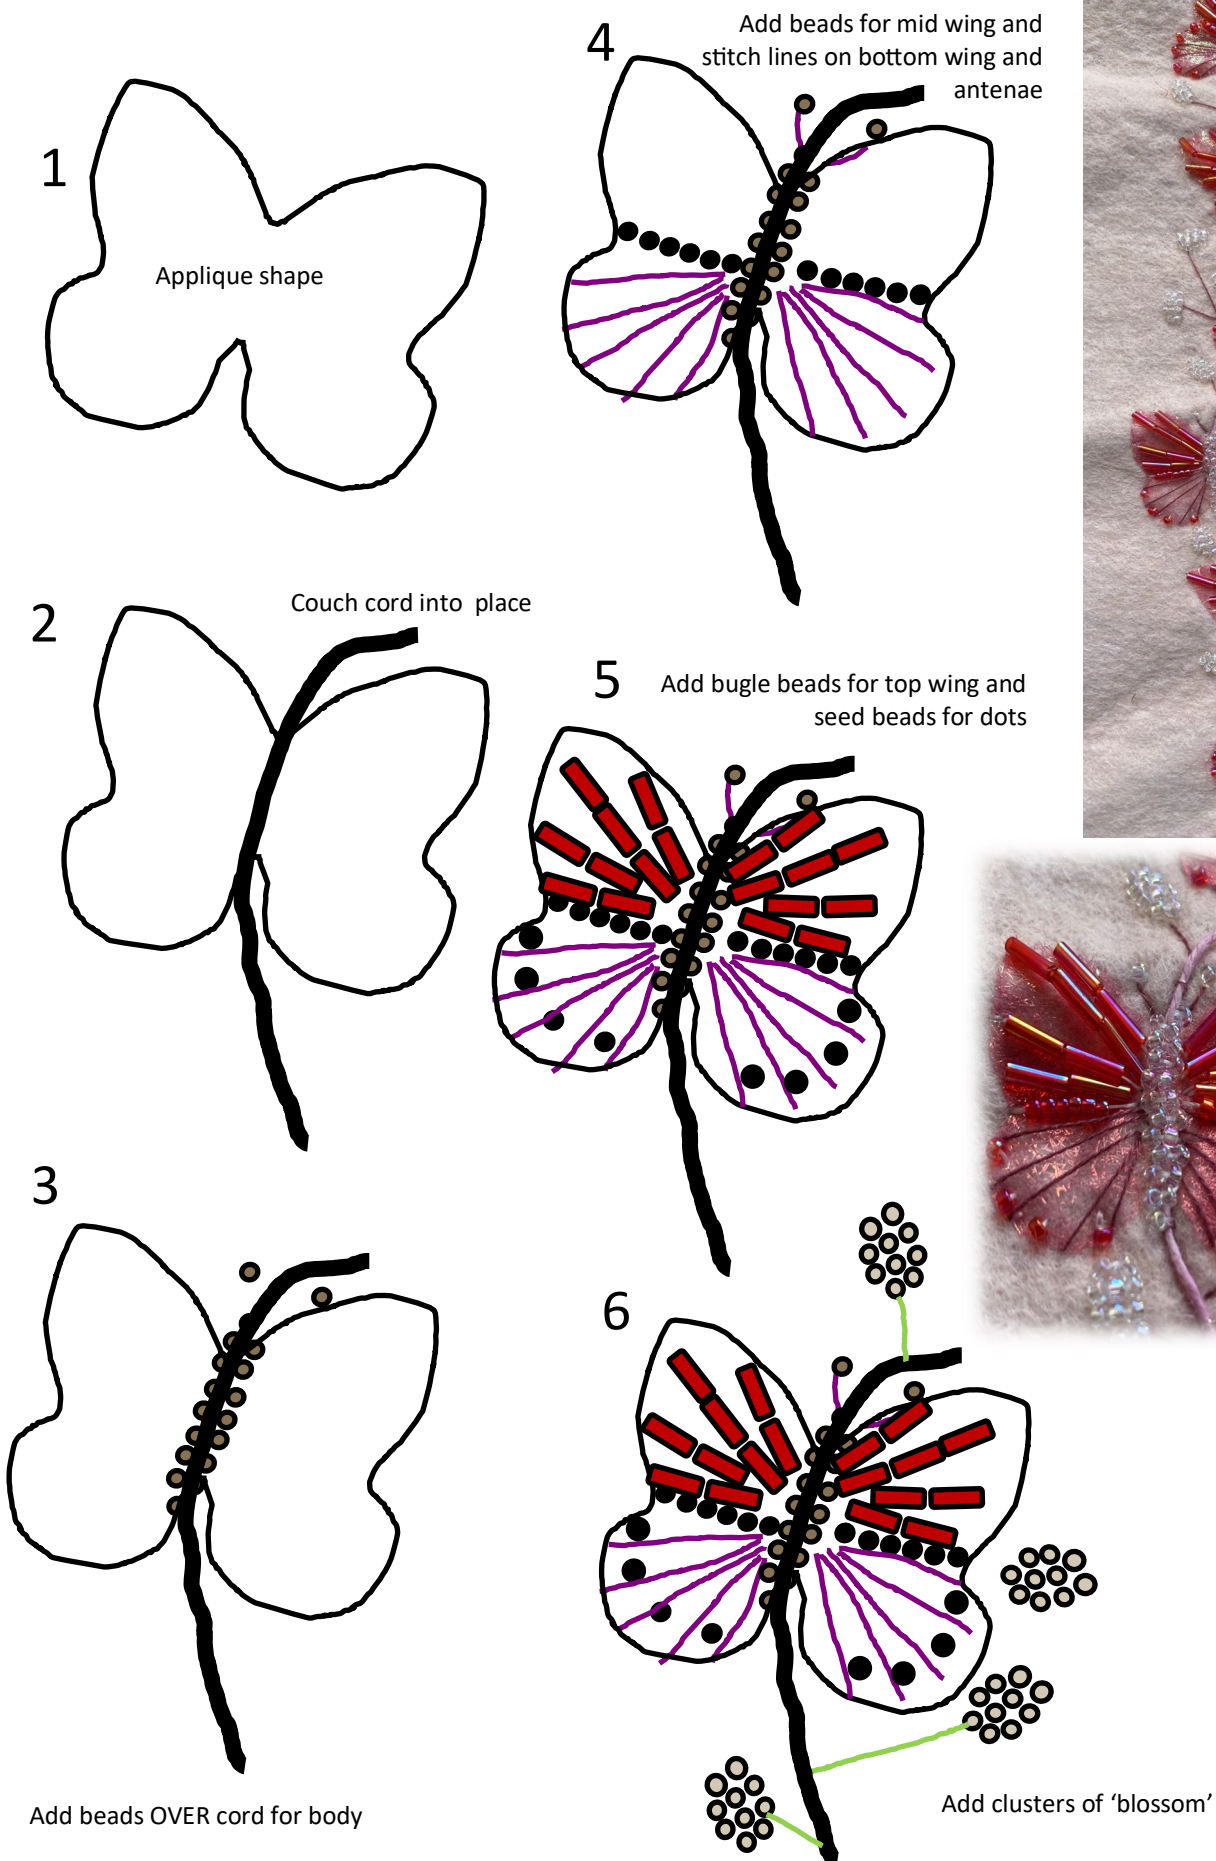 1
Applique shape
2
Couch cord into place
3
Add beads OVER cord for body
4
Add beads for mid wing and
stitch lines on bottom wing and
antenae
5
Add bugle beads for top wing and
seed beads for dots
6
Add clusters of ‘blossom’